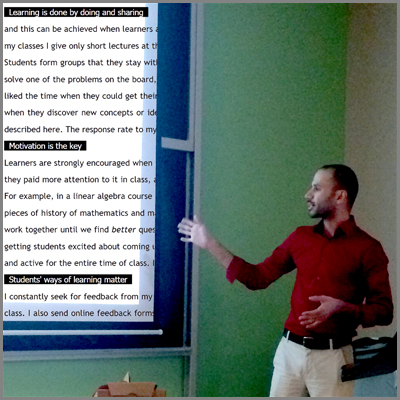 Learning is done by doing and sharing
and this can be achieved when learners
my classes I give only short lectures at
Students form groups that they stay
solve one of the problems on the board,
liked the time when they could get
when they discover new concepts or
described here. The response rate to my
Motivation is the key
Learners are strongly encouraged when
they paid more attention to it in class,
For example, in a linear algebra course
pieces of history of mathematics and
work together until we find better
getting students excited about coming
and active for the entire time of class.
Students' ways of learning matter
I constantly seek for feedback from my
class. I also send online feedback forms